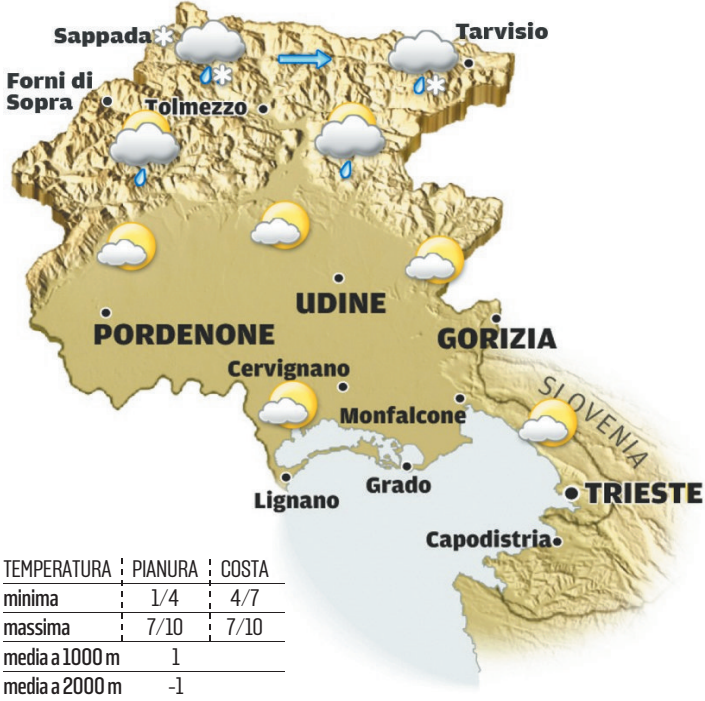 Sappada
Tarvisio
Forni di
Sopra
Tolmezzo
UDINE
PORDENONE
GORIZIA
Cervignano
SLOVENIA
Monfalcone
Grado
Lignano
TRIESTE
Capodistria
TEMPERATURA PIANURA COSTA
minima 1/4 4/7
massima 7/10 7/10
media a 1000 m 1
media a 2000 m -1